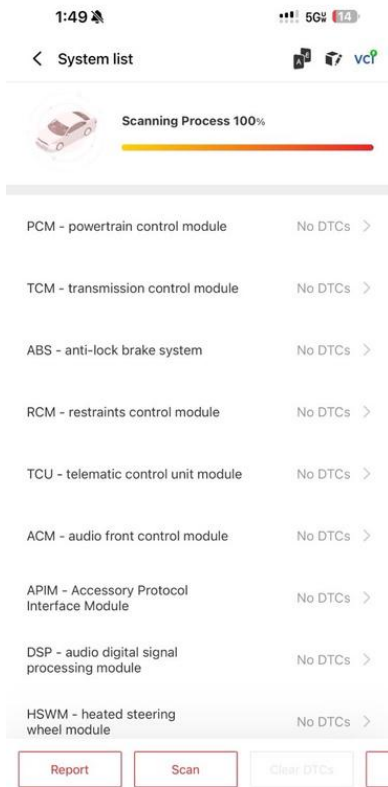 1:49
5G 14
System list
A E vci
Scanning Process 100%
PCM - powertrain control module No DTCs
TCM - transmission control module No DTCs
ABS - anti-lock brake system No DTCs
RCM - restraints control module No DTCs
TCU - telematic control unit module No DTCs
ACM - audio front control module No DTCs
APIM - Accessory Protocol
Interface Module No DTCs
DSP - audio digital signal
processing module No DTCs
HSWM - heated steering
wheel module No DTCs
Report Scan Clear DTCs